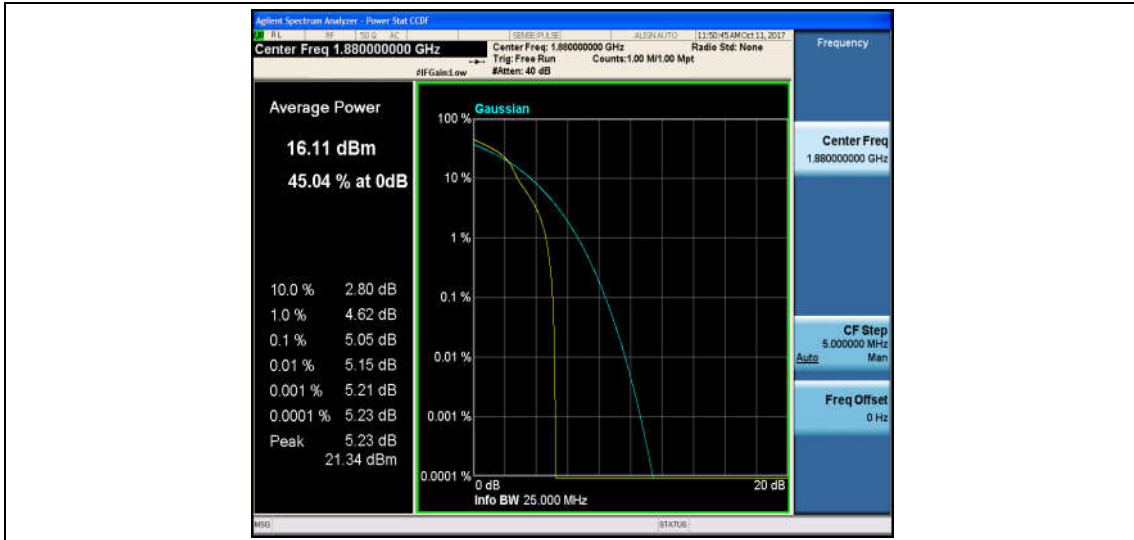 Agilent Spectrum Analyzer - Power Stat CCDF
RL RF 50 Ω AC SENSE:PULSE ALIGN AUTO 11:50:45 AM Oct 11, 2017
Center Freq 1.880000000 GHz
Center Freq: 1.880000000 GHz Radio Std: None
Trig: Free Run Counts:1.00 M/1.00 Mpt
#IFGain:Low #Atten: 40 dB
Frequency
Average Power
16.11 dBm
45.04 % at 0dB
10.0 % 2.80 dB
1.0 % 4.62 dB
0.1 % 5.05 dB
0.01 % 5.15 dB
0.001 % 5.21 dB
0.0001 % 5.23 dB
Peak 5.23 dB
21.34 dBm
Gaussian
100 %
10 %
1 %
0.1 %
0.01 %
0.001 %
0.0001 %
0 dB 20 dB
Info BW 25.000 MHz
Center Freq
1.880000000 GHz
CF Step
5.000000 MHz
Auto Man
Freq Offset
0 Hz
MSG STATUS